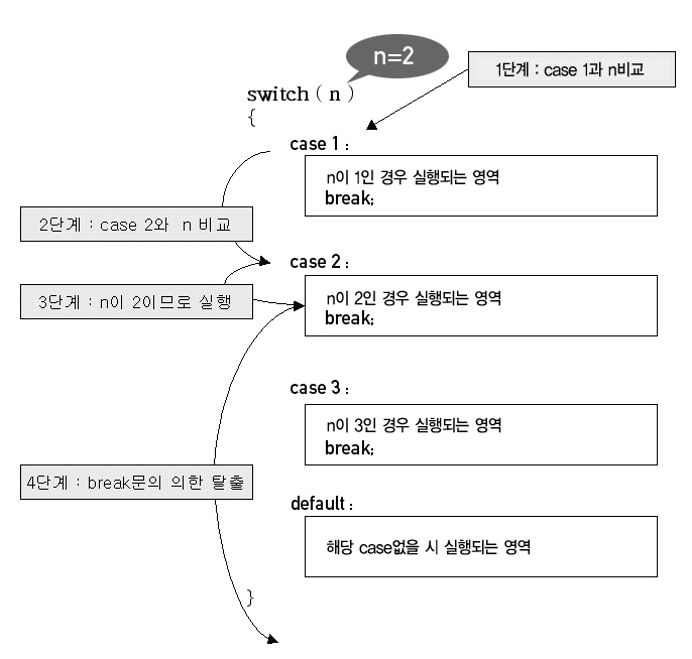 n=2
1단계 : case 1과 n비교
switch ( n )
{
case 1 :
n이 1인 경우 실행되는 영역
break;
2단계 : case 2와 n 비교
case 2 :
3단계 : n이 2이므로 실행
n이 2인 경우 실행되는 영역
break;
case 3 :
n이 3인 경우 실행되는 영역
break;
4단계 : break문의 의한 탈출
default :
해당 case없을 시 실행되는 영역
}